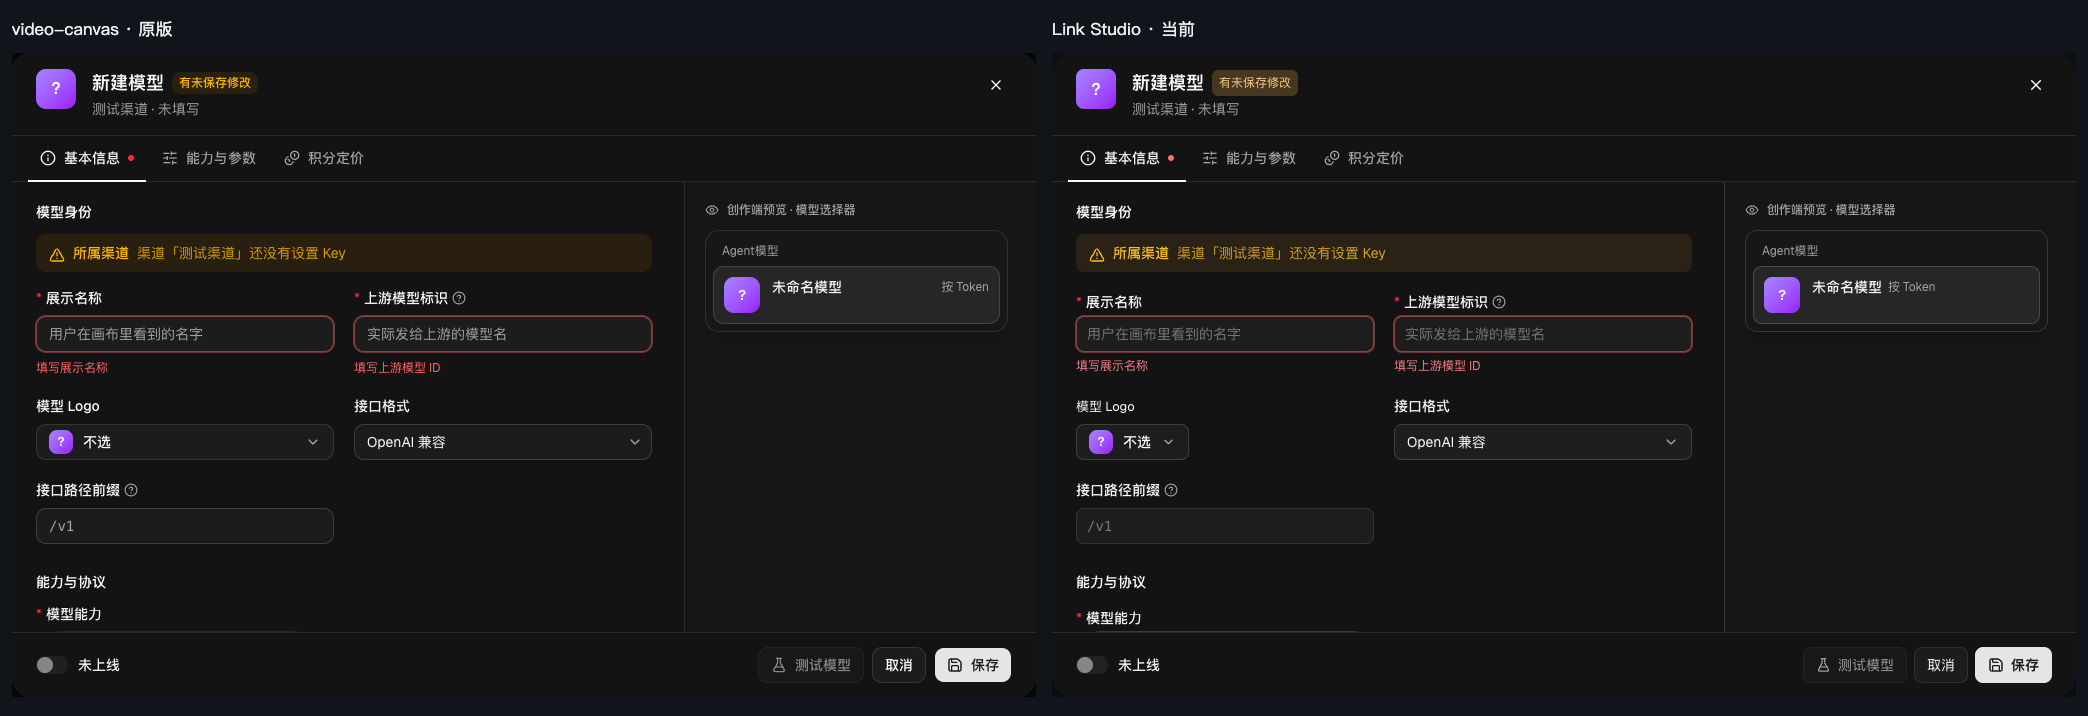 video-canvas · 原版
? 新建模型 有未保存修改
测试渠道 · 未填写
基本信息 能力与参数 积分定价
模型身份
所属渠道 渠道「测试渠道」还没有设置 Key
* 展示名称 * 上游模型标识 ?
用户在画布里看到的名字 实际发给上游的模型名
填写展示名称 填写上游模型 ID
模型 Logo 接口格式
? 不选 OpenAI 兼容
接口路径前缀 ?
/v1
能力与协议
* 模型能力
创作端预览 · 模型选择器
Agent模型
? 未命名模型 按 Token
未上线 测试模型 取消 保存
Link Studio · 当前
? 新建模型 有未保存修改
测试渠道 · 未填写
基本信息 能力与参数 积分定价
模型身份
所属渠道 渠道「测试渠道」还没有设置 Key
* 展示名称 * 上游模型标识 ?
用户在画布里看到的名字 实际发给上游的模型名
填写展示名称 填写上游模型 ID
模型 Logo 接口格式
? 不选 OpenAI 兼容
接口路径前缀 ?
/v1
能力与协议
* 模型能力
创作端预览 · 模型选择器
Agent模型
? 未命名模型 按 Token
未上线 测试模型 取消 保存